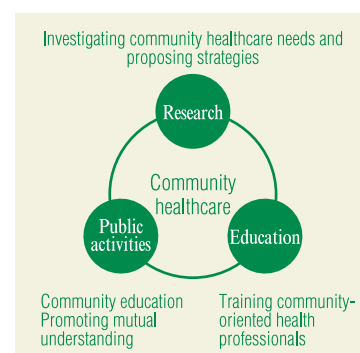 Investigating community healthcare needs and
proposing strategies
Research
Community
healthcare
Public
activities
Education
Community education
Promoting mutual
understanding
Training community-
oriented health
professionals